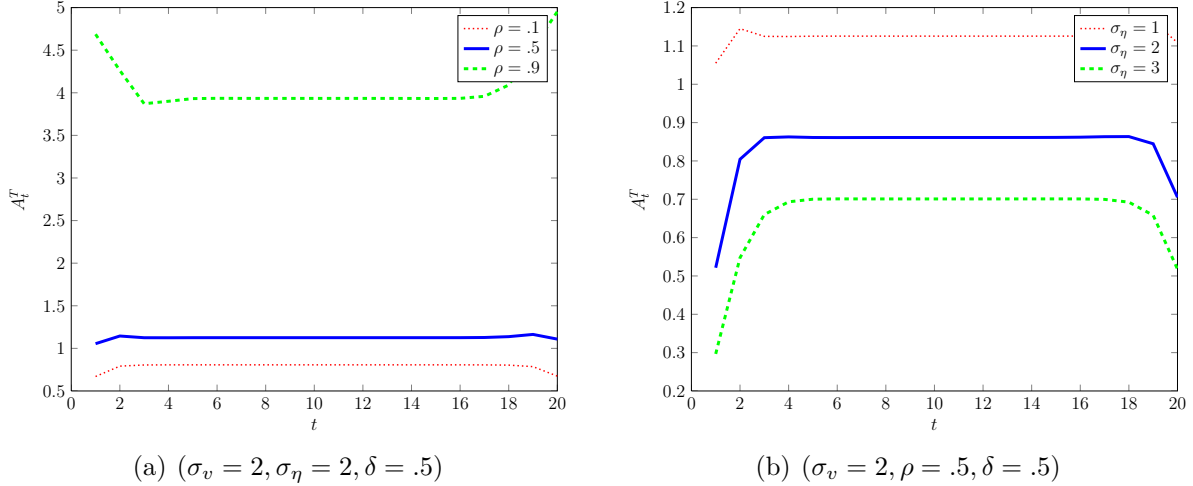 5
4.5
4
3.5
3
2.5
2
1.5
1
0.5
0 2 4 6 8 10 12 14 16 18 20
t
A_t^T
ρ = .1
ρ = .5
ρ = .9
(a) (σ_v = 2, σ_η = 2, δ = .5)
1.2
1.1
1
0.9
0.8
0.7
0.6
0.5
0.4
0.3
0.2
0 2 4 6 8 10 12 14 16 18 20
t
A_t^T
σ_η = 1
σ_η = 2
σ_η = 3
(b) (σ_v = 2, ρ = .5, δ = .5)